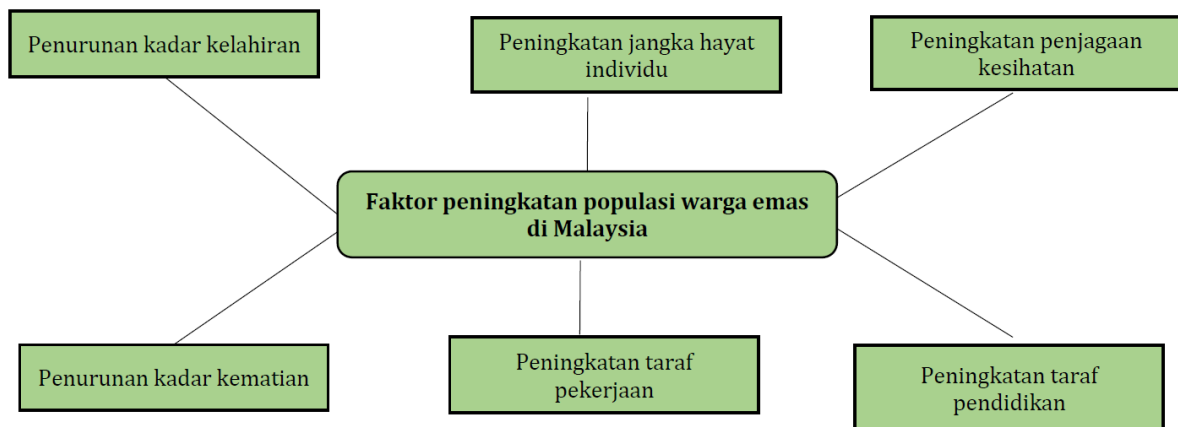 Penurunan kadar kelahiran
Peningkatan jangka hayat
individu
Peningkatan penjagaan
kesihatan
Faktor peningkatan populasi warga emas
di Malaysia
Penurunan kadar kematian
Peningkatan taraf
pekerjaan
Peningkatan taraf
pendidikan